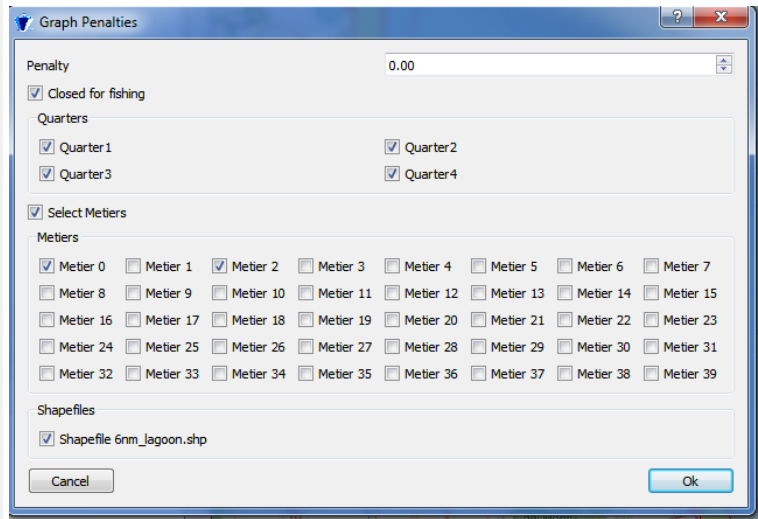 Graph Penalties
Penalty 0.00
Closed for fishing
Quarters
Quarter1 Quarter2
Quarter3 Quarter4
Select Metiers
Metiers
Metier 0 Metier 1 Metier 2 Metier 3 Metier 4 Metier 5 Metier 6 Metier 7
Metier 8 Metier 9 Metier 10 Metier 11 Metier 12 Metier 13 Metier 14 Metier 15
Metier 16 Metier 17 Metier 18 Metier 19 Metier 20 Metier 21 Metier 22 Metier 23
Metier 24 Metier 25 Metier 26 Metier 27 Metier 28 Metier 29 Metier 30 Metier 31
Metier 32 Metier 33 Metier 34 Metier 35 Metier 36 Metier 37 Metier 38 Metier 39
Shapefiles
Shapefile 6nm_lagoon.shp
Cancel Ok